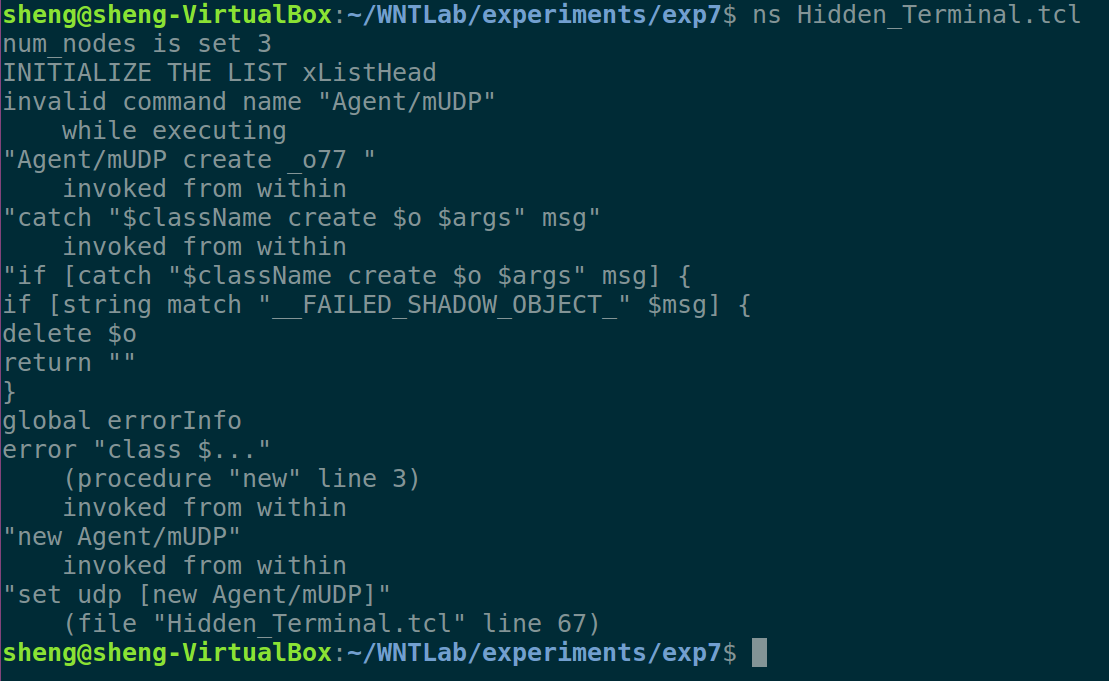 sheng@sheng-VirtualBox:~/WNTLab/experiments/exp7$ ns Hidden_Terminal.tcl
num_nodes is set 3
INITIALIZE THE LIST xListHead
invalid command name "Agent/mUDP"
    while executing
"Agent/mUDP create _o77 "
    invoked from within
"catch "$className create $o $args" msg"
    invoked from within
"if [catch "$className create $o $args" msg] {
if [string match "__FAILED_SHADOW_OBJECT_" $msg] {
delete $o
return ""
}
global errorInfo
error "class $..."
    (procedure "new" line 3)
    invoked from within
"new Agent/mUDP"
    invoked from within
"set udp [new Agent/mUDP]"
    (file "Hidden_Terminal.tcl" line 67)
sheng@sheng-VirtualBox:~/WNTLab/experiments/exp7$